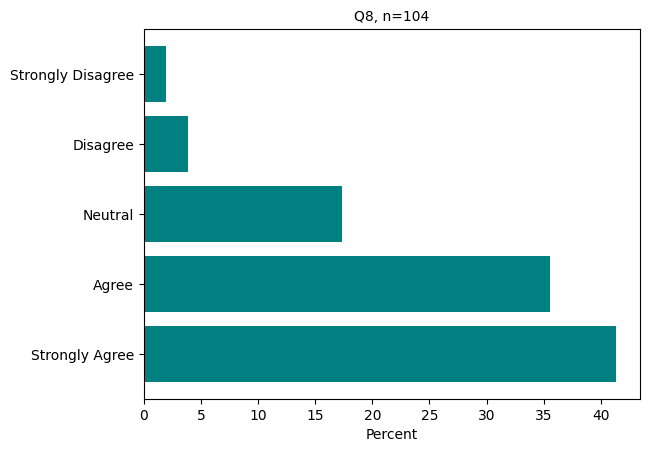 Q8, n=104
Strongly Disagree
Disagree
Neutral
Agree
Strongly Agree
0 5 10 15 20 25 30 35 40
Percent